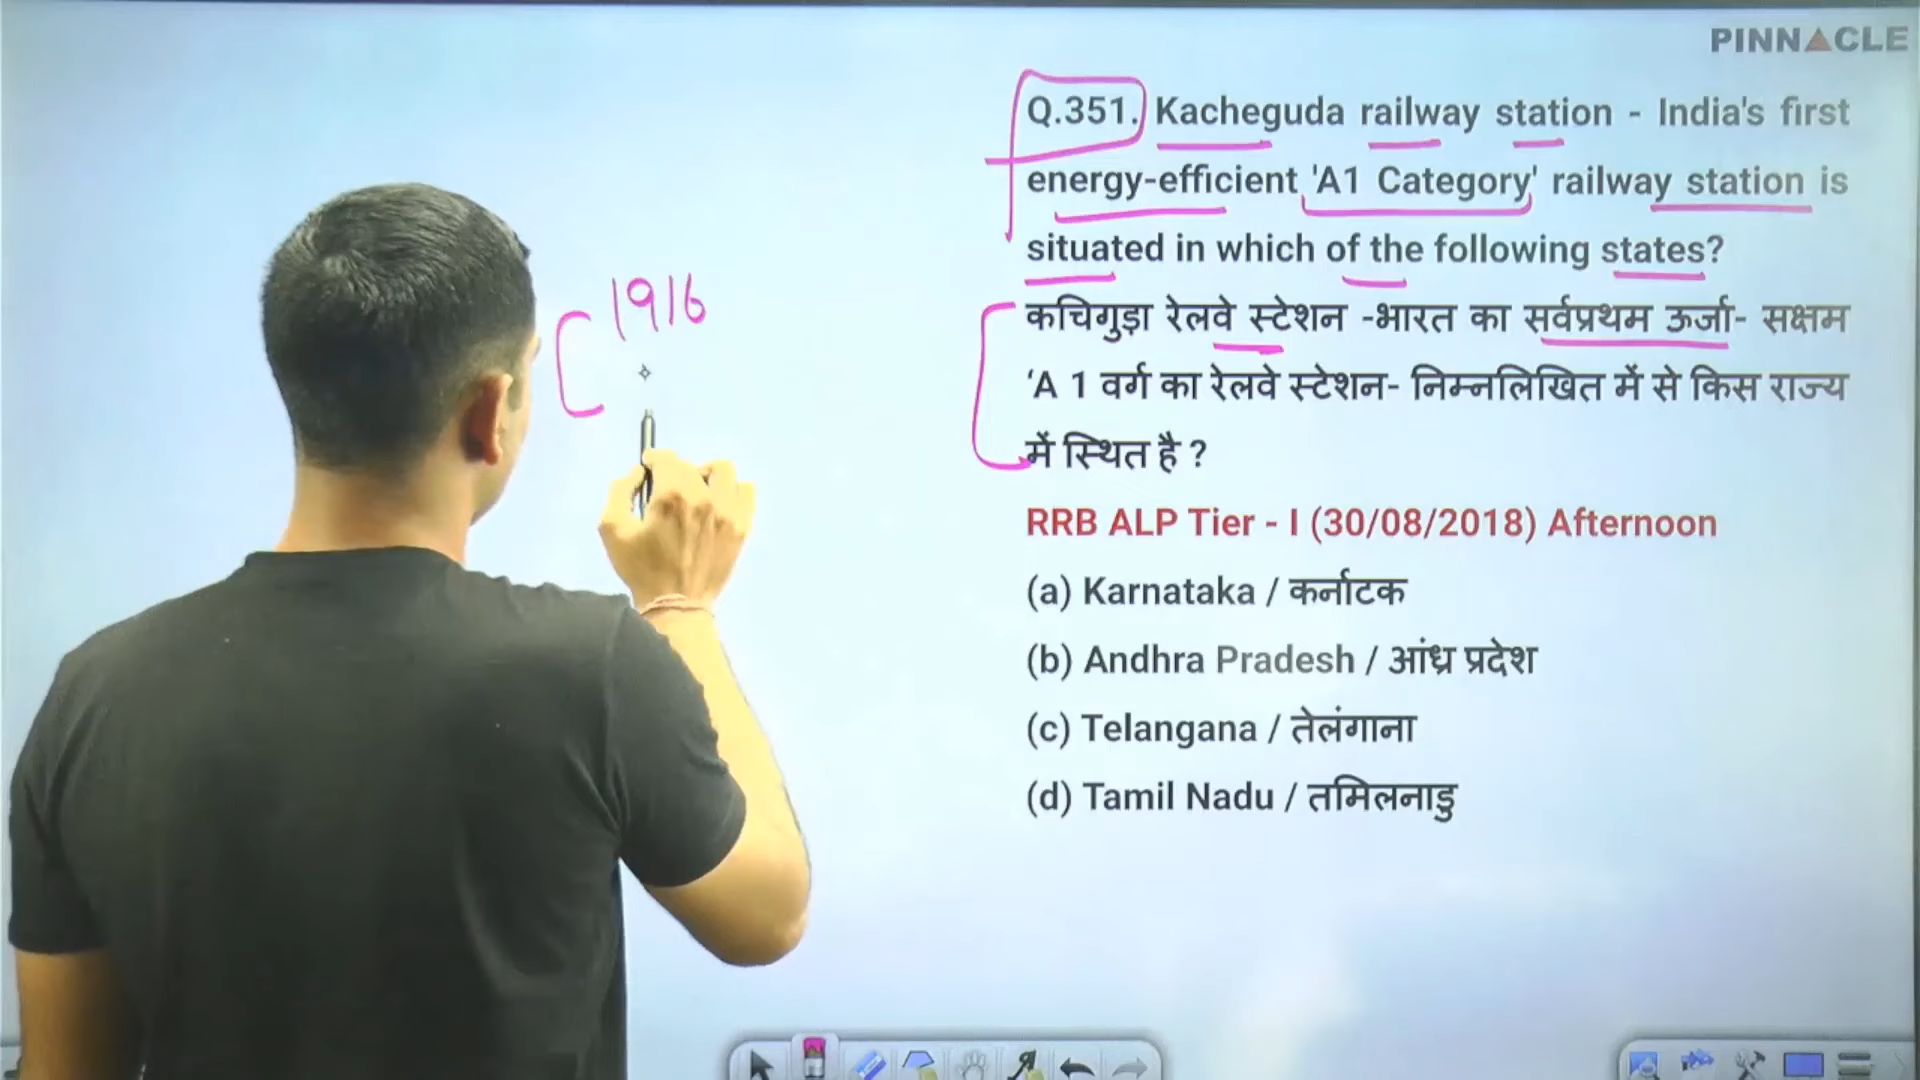 PINNACLE
Q.351. Kacheguda railway station - India's first
energy-efficient 'A1 Category' railway station is
situated in which of the following states?
कचिगुड़ा रेलवे स्टेशन -भारत का सर्वप्रथम ऊर्जा- सक्षम
‘A 1 वर्ग का रेलवे स्टेशन- निम्नलिखित में से किस राज्य
में स्थित है ?
RRB ALP Tier - I (30/08/2018) Afternoon
(a) Karnataka / कर्नाटक
(b) Andhra Pradesh / आंध्र प्रदेश
(c) Telangana / तेलंगाना
(d) Tamil Nadu / तमिलनाडु
1916